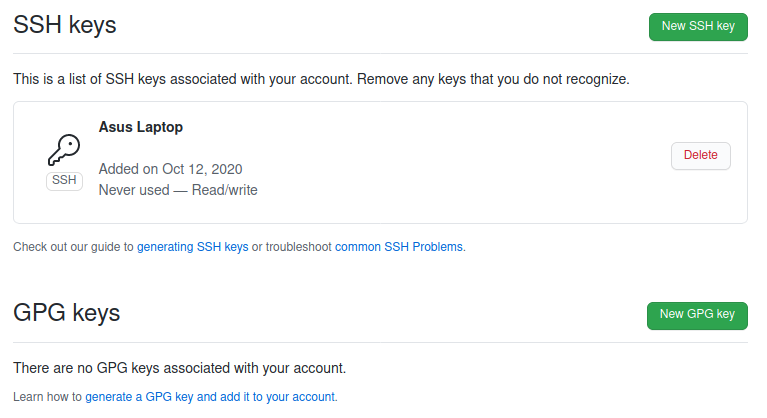 SSH keys
New SSH key
This is a list of SSH keys associated with your account. Remove any keys that you do not recognize.
Asus Laptop
SSH
Added on Oct 12, 2020
Never used — Read/write
Delete
Check out our guide to generating SSH keys or troubleshoot common SSH Problems.
GPG keys
New GPG key
There are no GPG keys associated with your account.
Learn how to generate a GPG key and add it to your account.